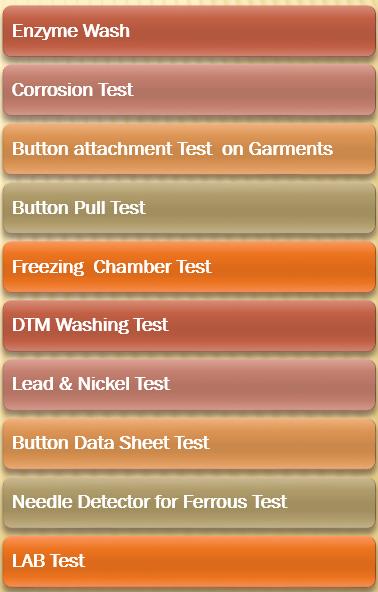 Enzyme Wash
Corrosion Test
Button attachment Test  on Garments
Button Pull Test
Freezing  Chamber Test
DTM Washing Test
Lead & Nickel Test
Button Data Sheet Test
Needle Detector for Ferrous Test
LAB Test